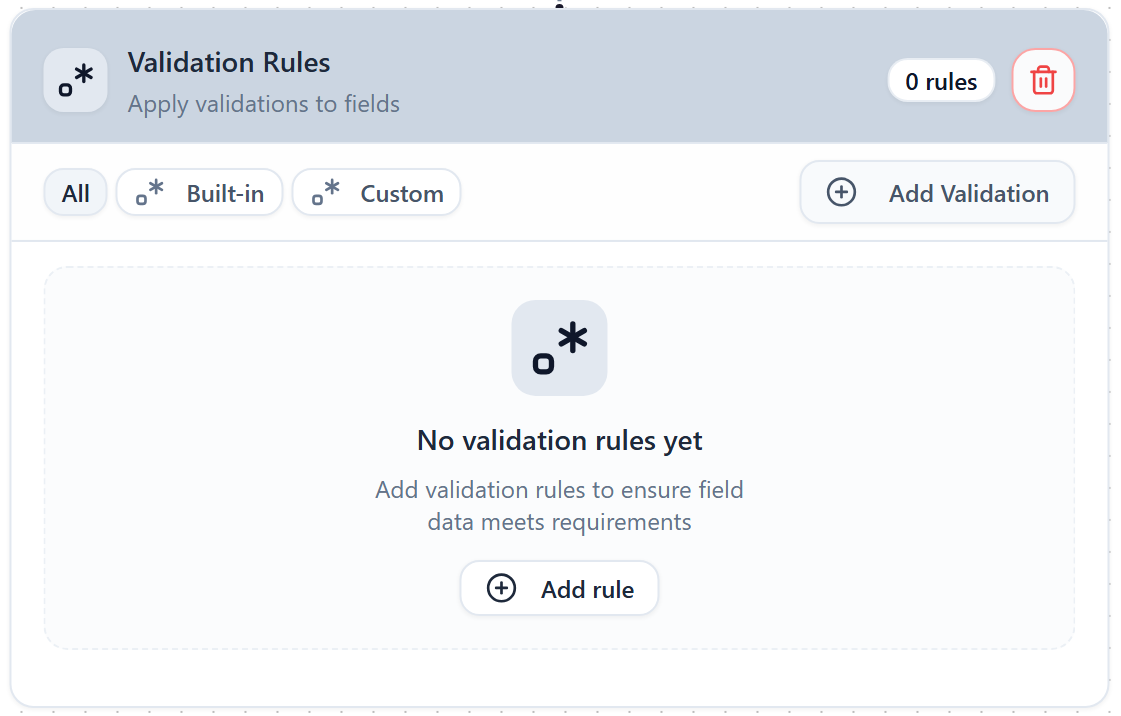 Validation Rules
Apply validations to fields
0 rules
All
Built-in
Custom
Add Validation
No validation rules yet
Add validation rules to ensure field
data meets requirements
Add rule